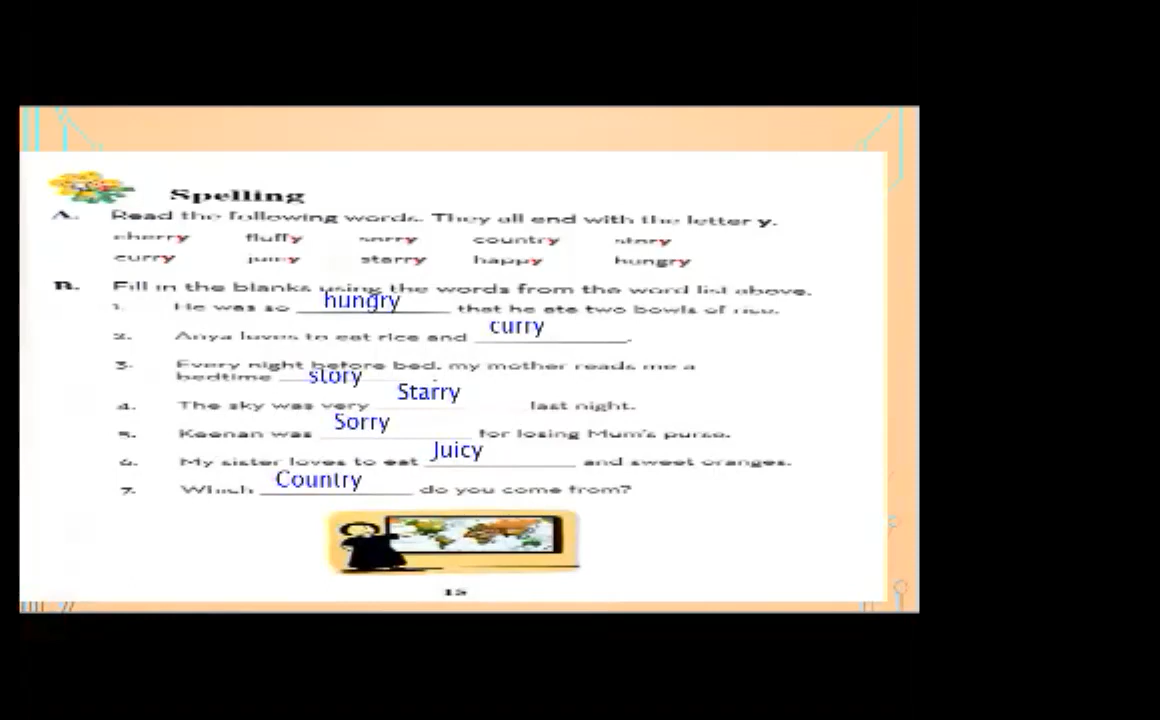 Spelling
A. Read the following words. They all end with the letter y.
cherry fluffy sorry country story
curry juicy starry happy hungry
B. Fill in the blanks using the words from the word list above.
1. He was so hungry that he ate two bowls of rice.
2. Anya loves to eat rice and curry.
3. Every night before bed, my mother reads me a
bedtime story.
4. The sky was very Starry last night.
5. Keenan was Sorry for losing Mum's purse.
6. My sister loves to eat Juicy and sweet oranges.
7. Which Country do you come from?
15